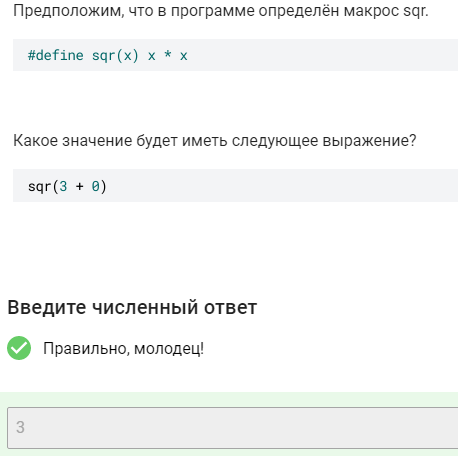 Предположим, что в программе определён макрос sqr.
#define sqr(x) x * x
Какое значение будет иметь следующее выражение?
sqr(3 + 0)
Введите численный ответ
Правильно, молодец!
3